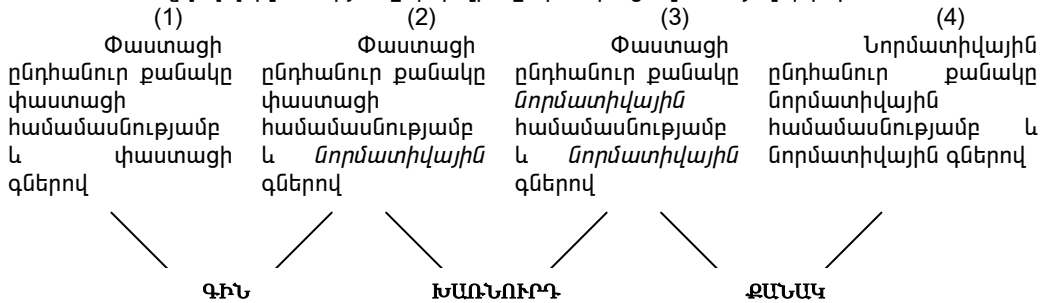 (1) (2) (3) (4)
Փաստացի
ընդհանուր քանակը
փաստացի
համամասնությամբ
և փաստացի
գներով
Փաստացի
ընդհանուր քանակը
փաստացի
համամասնությամբ
և նորմատիվային
գներով
Փաստացի
ընդհանուր քանակը
նորմատիվային
համամասնությամբ
և նորմատիվային
գներով
Նորմատիվային
ընդհանուր քանակը
նորմատիվային
համամասնությամբ և
նորմատիվային գներով
ԳԻՆ ԽԱՌՆՈՒՐԴ ՔԱՆԱԿ